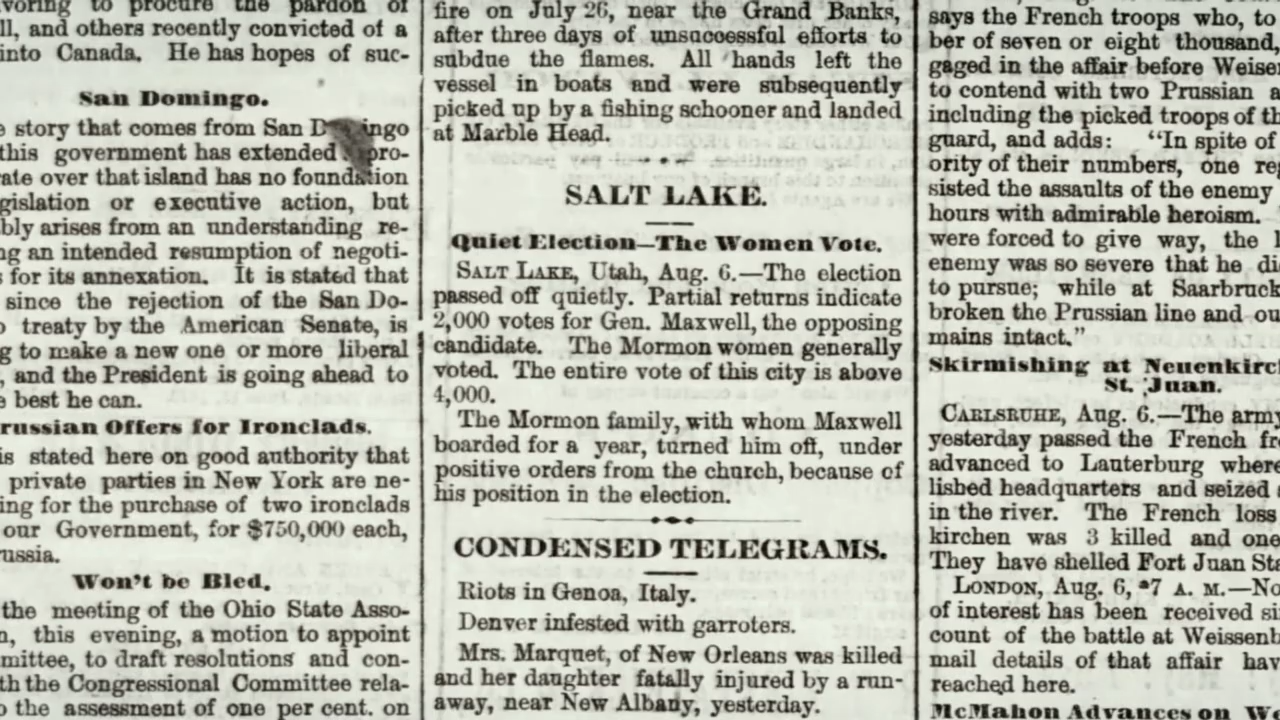 voring to procure the pardon of
ll, and others recently convicted of a
into Canada. He has hopes of suc-
San Domingo.
e story that comes from San D ingo
this government has extended pro-
ate over that island has no foundation
gislation or executive action, but
bly arises from an understanding re-
ng an intended resumption of negoti-
s for its annexation. It is stated that
since the rejection of the San Do-
o treaty by the American Senate, is
g to make a new one or more liberal
, and the President is going ahead to
e best he can.
russian Offers for Ironclads.
is stated here on good authority that
private parties in New York are ne-
ing for the purchase of two ironclads
our Government, for $750,000 each,
russia.
Won't be Bled.
the meeting of the Ohio State Asso-
n, this evening, a motion to appoint
mittee, to draft resolutions and con-
th the Congressional Committee rela-
o the assessment of one per cent. on
fire on July 26, near the Grand Banks,
after three days of unsuccessful efforts to
subdue the flames. All hands left the
vessel in boats and were subsequently
picked up by a fishing schooner and landed
at Marble Head.
SALT LAKE.
Quiet Election—The Women Vote.
SALT LAKE, Utah, Aug. 6.—The election
passed off quietly. Partial returns indicate
2,000 votes for Gen. Maxwell, the opposing
candidate. The Mormon women generally
voted. The entire vote of this city is above
4,000.
The Mormon family, with whom Maxwell
boarded for a year, turned him off, under
positive orders from the church, because of
his position in the election.
CONDENSED TELEGRAMS.
Riots in Genoa, Italy.
Denver infested with garroters.
Mrs. Marquet, of New Orleans was killed
and her daughter fatally injured by a run-
away, near New Albany, yesterday.
says the French troops who, to
ber of seven or eight thousand,
gaged in the affair before Weisen
to contend with two Prussian a
including the picked troops of th
guard, and adds: "In spite of
ority of their numbers, one reg
sisted the assaults of the enemy
hours with admirable heroism.
were forced to give way, the l
enemy was so severe that he di
to pursue; while at Saarbruck
broken the Prussian line and ou
mains intact."
Skirmishing at Neuenkirch
St. Juan.
CARLSRUHE, Aug. 6.—The army
yesterday passed the French fr
advanced to Lauterburg where
lished headquarters and seized
in the river. The French loss
kirchen was 3 killed and one
They have shelled Fort Juan Sta
LONDON, Aug. 6, 7 A. M.—No
of interest has been received si
count of the battle at Weissenb
mail details of that affair hav
reached here.
McMahon Advances on We